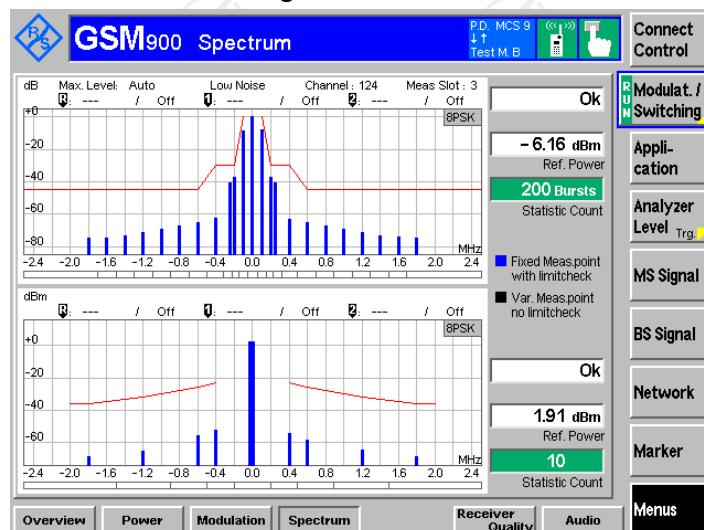 GSM900 Spectrum
P.D. MCS 9
Test M. B
R&S
dB Max. Level: Auto Low Noise Channel : 124 Meas Slot : 3
R: --- / Off 1: --- / Off 2: --- / Off
8PSK
+0
-20
-40
-60
-80
MHz
-2.4 -2.0 -1.6 -1.2 -0.8 -0.4 0.0 0.4 0.8 1.2 1.6 2.0 2.4
Ok
-6.16 dBm
Ref. Power
200 Bursts
Statistic Count
Fixed Meas.point
with limitcheck
Var. Meas.point
no limitcheck
dBm
R: --- / Off 1: --- / Off 2: --- / Off
8PSK
+0
-20
-40
-60
MHz
-2.4 -2.0 -1.6 -1.2 -0.8 -0.4 0.0 0.4 0.8 1.2 1.6 2.0 2.4
Ok
1.91 dBm
Ref. Power
10
Statistic Count
Connect
Control
RUN
Modulat. /
Switching
Appli-
cation
Analyzer
Level Trg.
MS Signal
BS Signal
Network
Marker
Menus
Overview Power Modulation Spectrum Receiver
Quality Audio